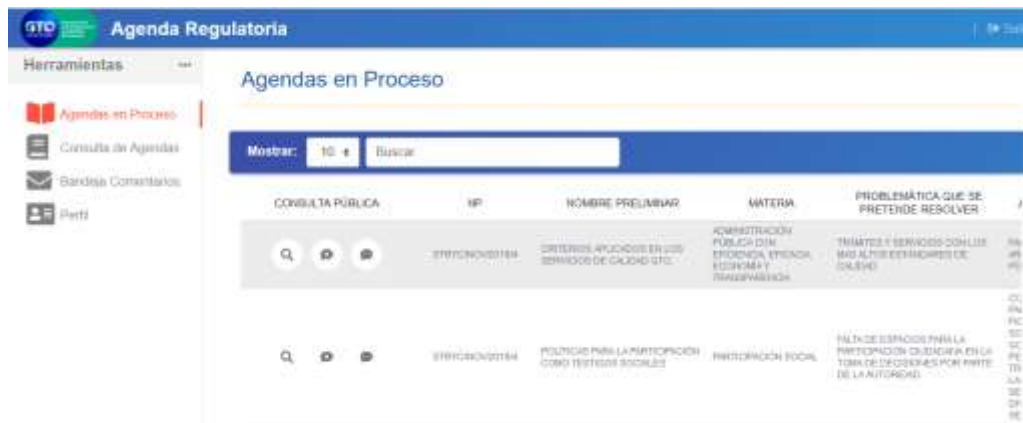 GTO
Agenda Regulatoria
Herramientas
Agendas en Proceso
Agendas en Proceso
Consulta de Agendas
Bandeja Comentarios
Perfil
Mostrar: 10 Buscar
CONSULTA PÚBLICA
Nº
NOMBRE PRELIMINAR
MATERIA
PROBLEMÁTICA QUE SE
PRETENDE RESOLVER
CRITERIOS APLICADOS EN LOS
SERVICIOS DE CALIDAD GTO.
ADMINISTRACIÓN
PÚBLICA CON
EFICIENCIA, EFICACIA,
ECONOMÍA Y
TRANSPARENCIA
TRÁMITES Y SERVICIOS CON LOS
MÁS ALTOS ESTÁNDARES DE
CALIDAD
POLÍTICAS PARA LA PARTICIPACIÓN
COMO TESTIGOS SOCIALES
PARTICIPACIÓN SOCIAL
FALTA DE ESPACIOS PARA LA
PARTICIPACIÓN CIUDADANA EN LA
TOMA DE DECISIONES POR PARTE
DE LA AUTORIDAD